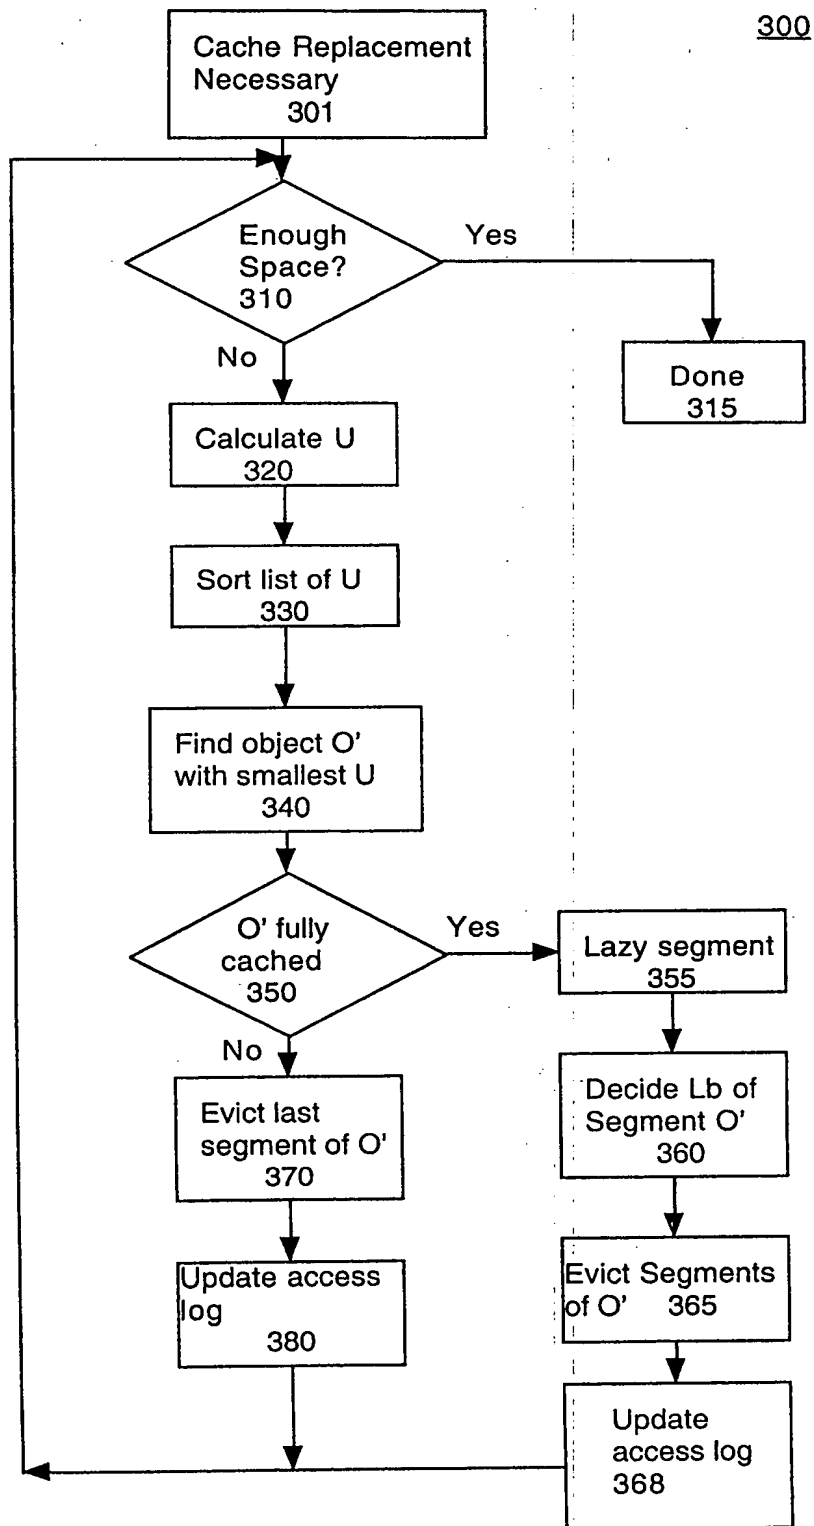 300
Cache Replacement
Necessary
301
Enough
Space?
310
Yes
No
Done
315
Calculate U
320
Sort list of U
330
Find object O'
with smallest U
340
O' fully
cached
350
Yes
No
Lazy segment
355
Decide Lb of
Segment O'
360
Evict last
segment of O'
370
Evict Segments
of O' 365
Update access
log
380
Update
access log
368